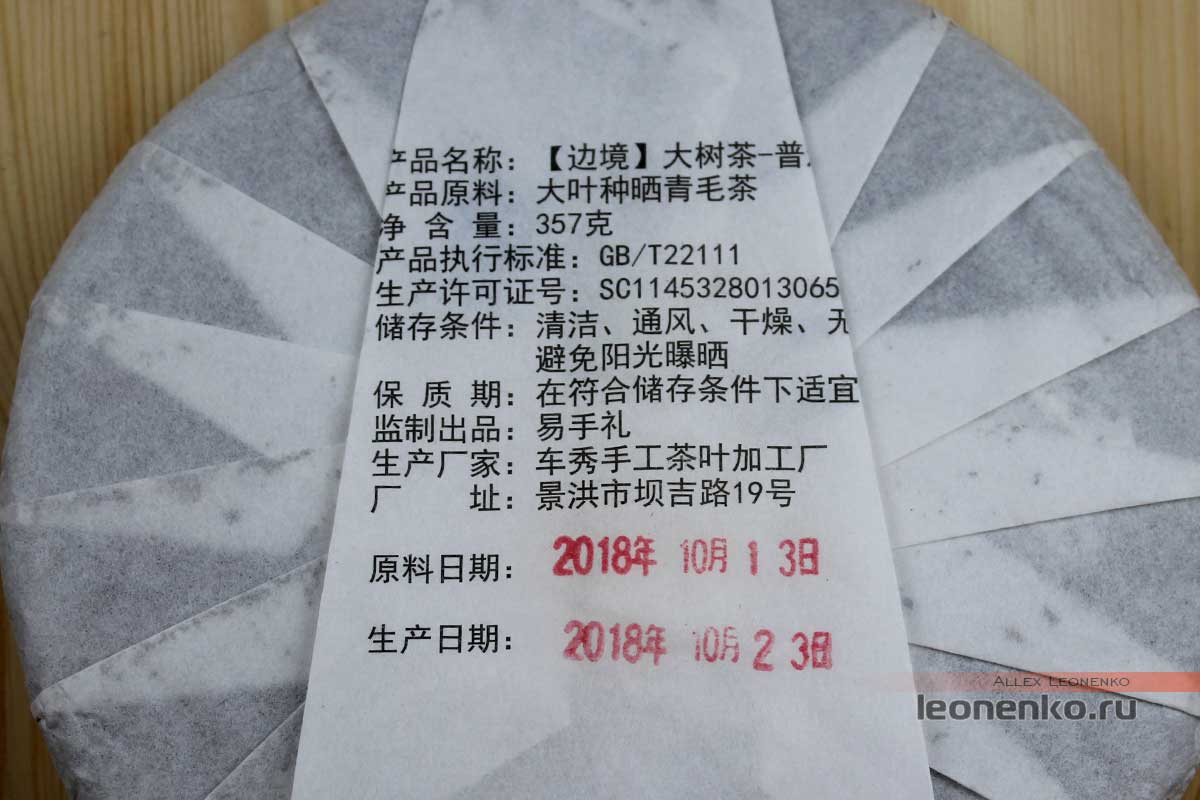 产品名称：【边境】大树茶-普
产品原料：大叶种晒青毛茶
净 含 量：357克
产品执行标准：GB/T22111
生产许可证号：SC1145328013065
储存条件：清洁、通风、干燥、无
避免阳光曝晒
保 质 期：在符合储存条件下适宜
监制出品：易手礼
生产厂家：车秀手工茶叶加工厂
厂 址：景洪市坝吉路19号
原料日期：2018年 10月 1 3日
生产日期：2018年 10月 2 3日
ALLEX LEONENKO
leonenko.ru